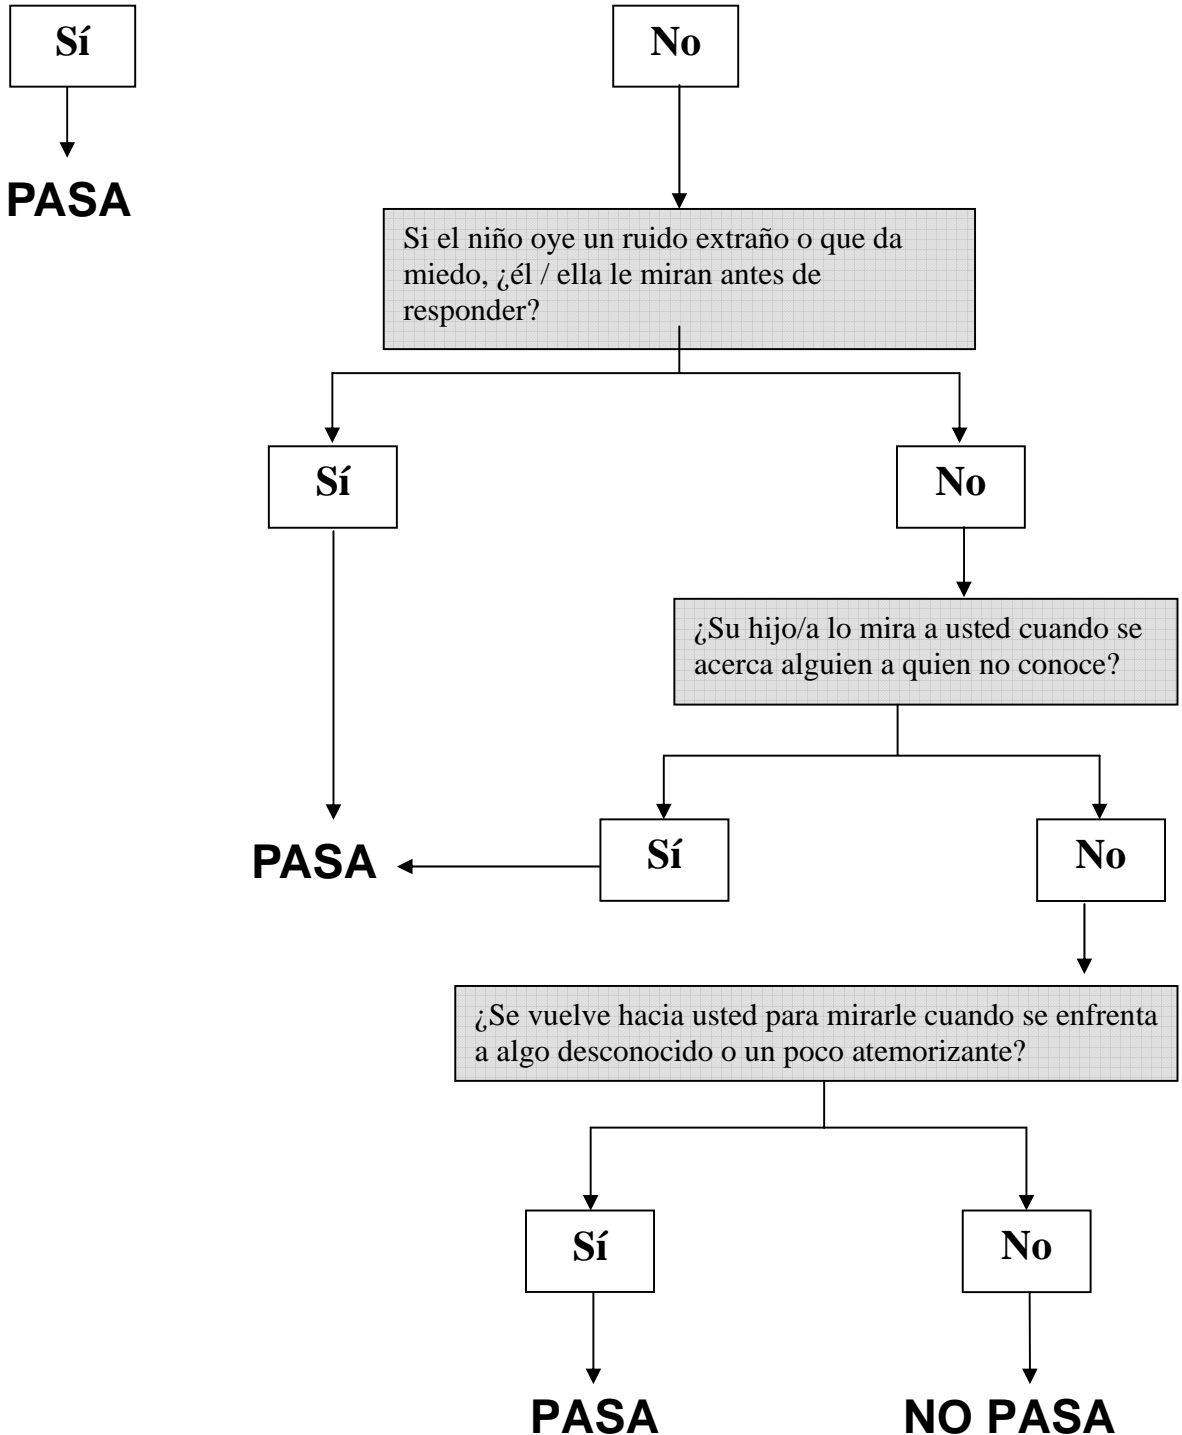 Sí
No
PASA
Si el niño oye un ruido extraño o que da
miedo, ¿él / ella le miran antes de
responder?
Sí
No
¿Su hijo/a lo mira a usted cuando se
acerca alguien a quien no conoce?
PASA
Sí
No
¿Se vuelve hacia usted para mirarle cuando se enfrenta
a algo desconocido o un poco atemorizante?
Sí
No
PASA
NO PASA